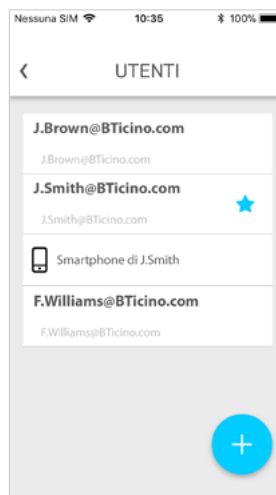 Nessuna SIM 10:35 100%
UTENTI
J.Brown@BTicino.com
J.Brown@BTicino.com
J.Smith@BTicino.com
J.Smith@BTicino.com
Smartphone di J.Smith
F.Williams@BTicino.com
F.Williams@BTicino.com